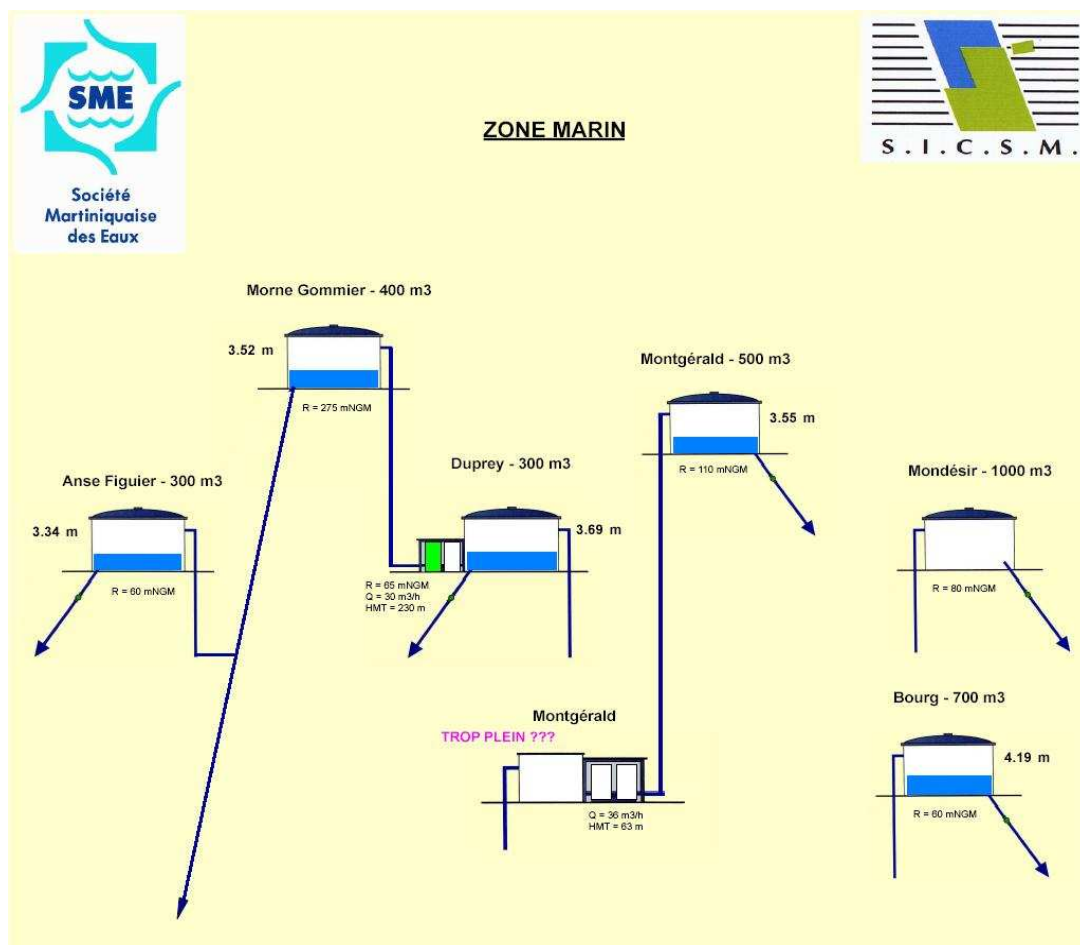 SME
Société
Martiniquaise
des Eaux
ZONE MARIN
S.I.C.S.M.
Morne Gommier - 400 m3
3.52 m
R = 275 mNGM
Montgérald - 500 m3
3.55 m
R = 110 mNGM
Anse Figuier - 300 m3
3.34 m
R = 60 mNGM
Duprey - 300 m3
3.69 m
R = 65 mNGM
Q = 30 m3/h
HMT = 230 m
Mondésir - 1000 m3
R = 80 mNGM
Montgérald
TROP PLEIN ???
Q = 36 m3/h
HMT = 63 m
Bourg - 700 m3
4.19 m
R = 60 mNGM